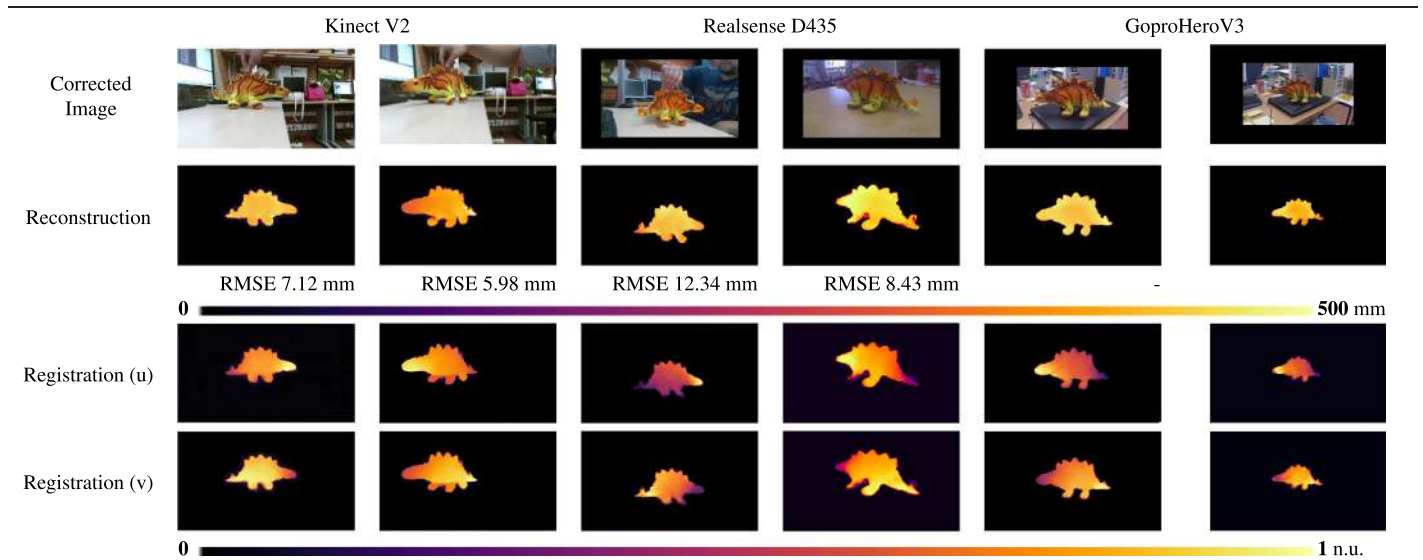 Kinect V2 Realsense D435 GoproHeroV3
Corrected
Image
Reconstruction
RMSE 7.12 mm RMSE 5.98 mm RMSE 12.34 mm RMSE 8.43 mm -
0 500 mm
Registration (u)
Registration (v)
0 1 n.u.